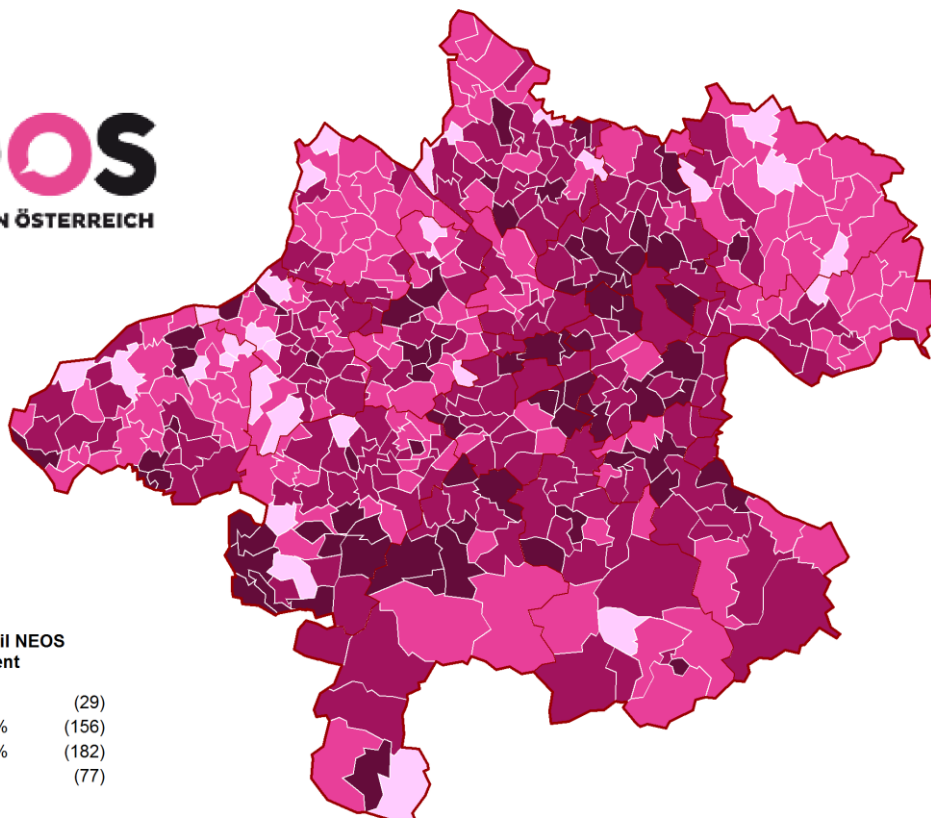 OS
N ÖSTERREICH
il NEOS
ent
(29)
% (156)
% (182)
(77)